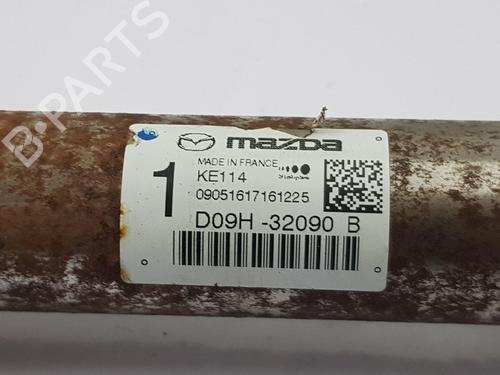 B-PARTS
mazda
MADE IN FRANCE
1
KE114
09051617161225
D09H-32090 B